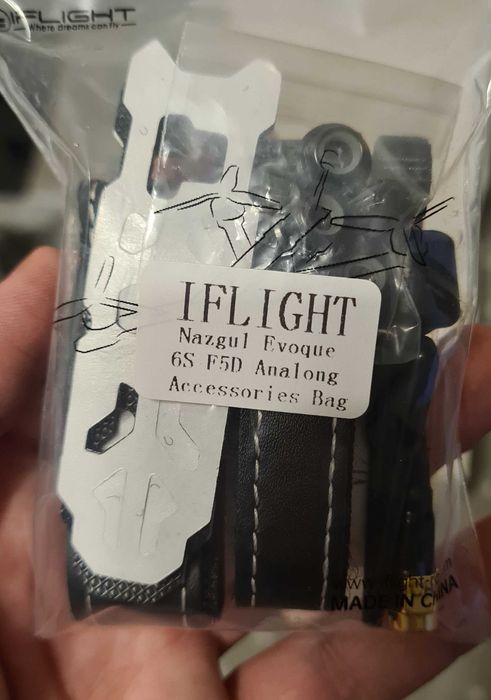 IFLIGHT
Where dreams can fly
IFLIGHT
Nazgul Evoque
6S F5D Analong
Accessories Bag
MADE IN CHINA